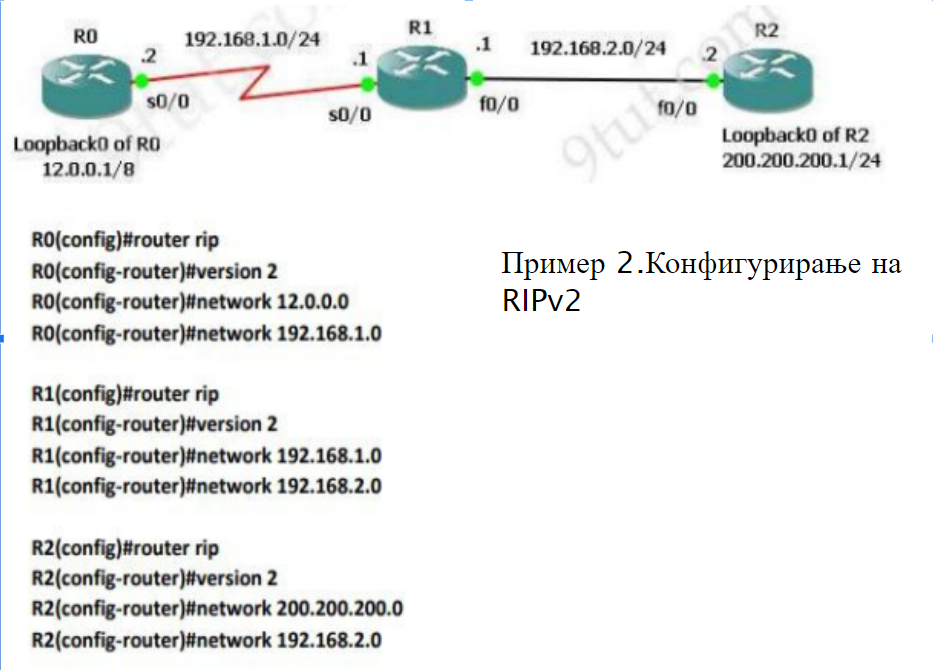 R0
192.168.1.0/24
R1
.1
192.168.2.0/24
R2
.2
.1
.2
s0/0
s0/0
f0/0
f0/0
Loopback0 of R0
12.0.0.1/8
Loopback0 of R2
200.200.200.1/24
9tut.com
R0(config)#router rip
R0(config-router)#version 2
R0(config-router)#network 12.0.0.0
R0(config-router)#network 192.168.1.0
Пример 2.Конфигурирање на
RIPv2
R1(config)#router rip
R1(config-router)#version 2
R1(config-router)#network 192.168.1.0
R1(config-router)#network 192.168.2.0
R2(config)#router rip
R2(config-router)#version 2
R2(config-router)#network 200.200.200.0
R2(config-router)#network 192.168.2.0